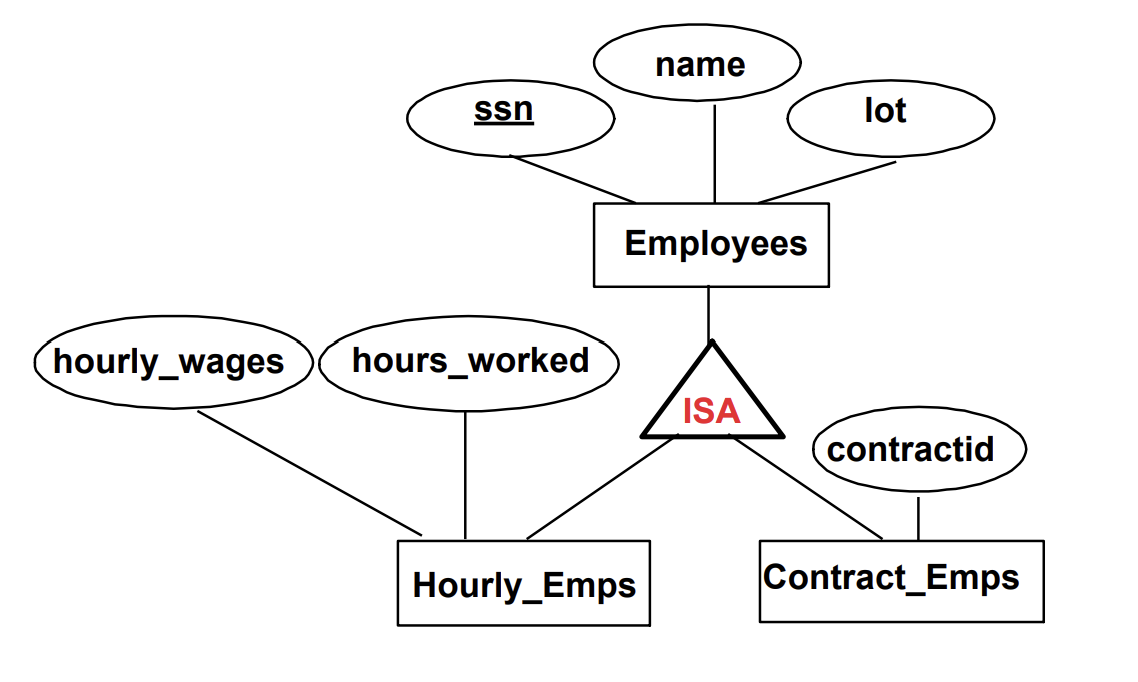 name
ssn
lot
Employees
hourly_wages
hours_worked
ISA
contractid
Hourly_Emps
Contract_Emps